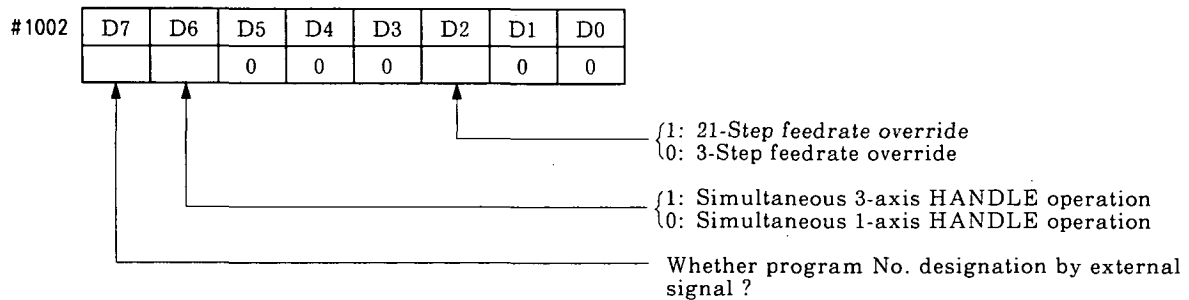 #1002 D7 D6 D5 D4 D3 D2 D1 D0
0 0 0 0 0
1: 21-Step feedrate override
0: 3-Step feedrate override
1: Simultaneous 3-axis HANDLE operation
0: Simultaneous 1-axis HANDLE operation
Whether program No. designation by external
signal ?